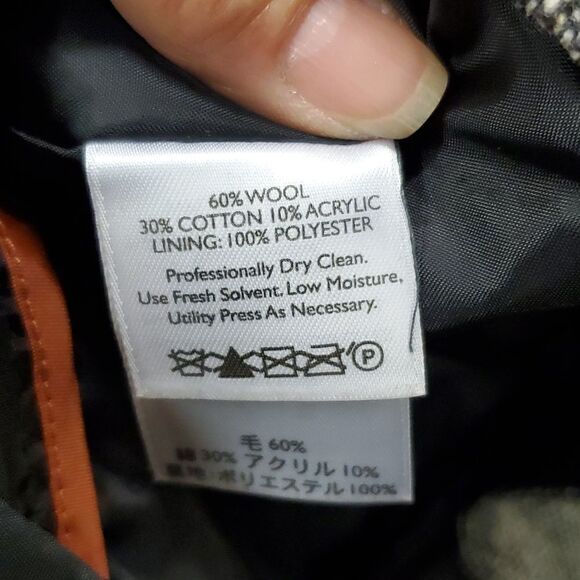 60% WOOL
30% COTTON 10% ACRYLIC
LINING: 100% POLYESTER
Professionally Dry Clean.
Use Fresh Solvent. Low Moisture,
Utility Press As Necessary.
P
毛 60%
綿 30% アクリル 10%
裏地: ポリエステル 100%